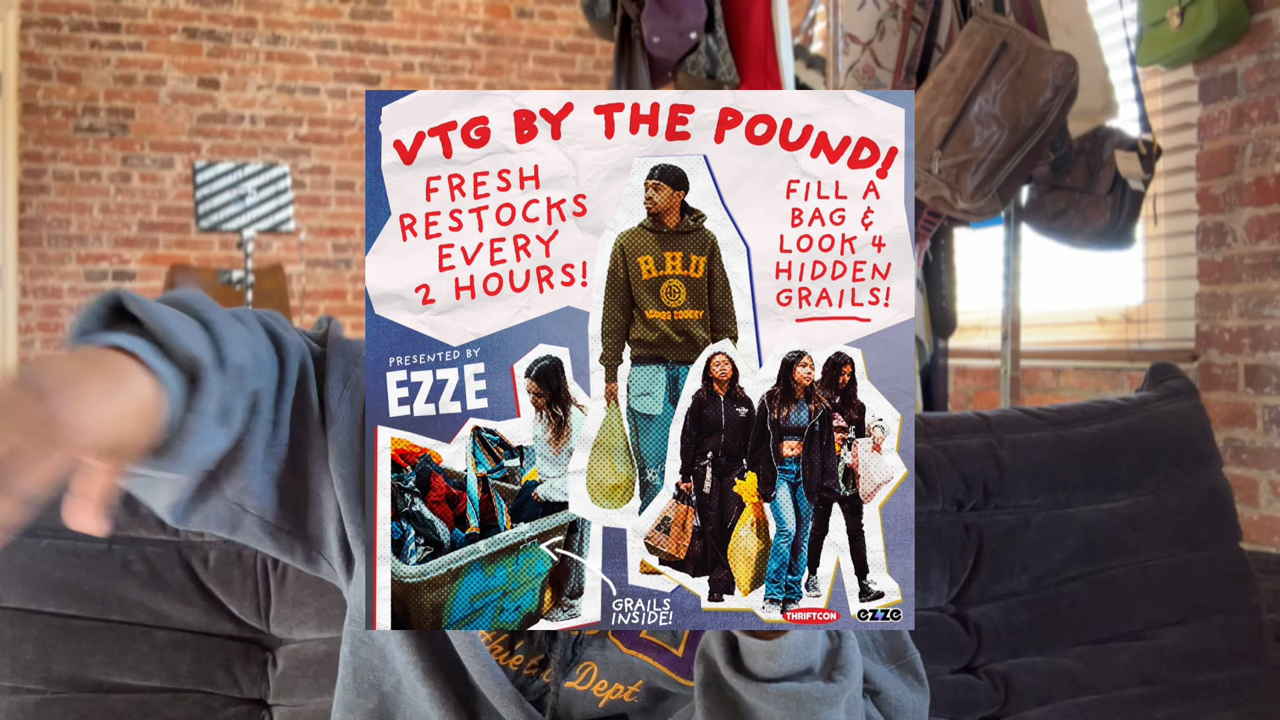 VTG BY THE POUND!
FRESH
RESTOCKS
EVERY
2 HOURS!
FILL A
BAG &
LOOK 4
HIDDEN
GRAILS!
PRESENTED BY
EZZE
R.H.U
GRAILS
INSIDE!
THRIFTCON
ezze
Athletic Dept.